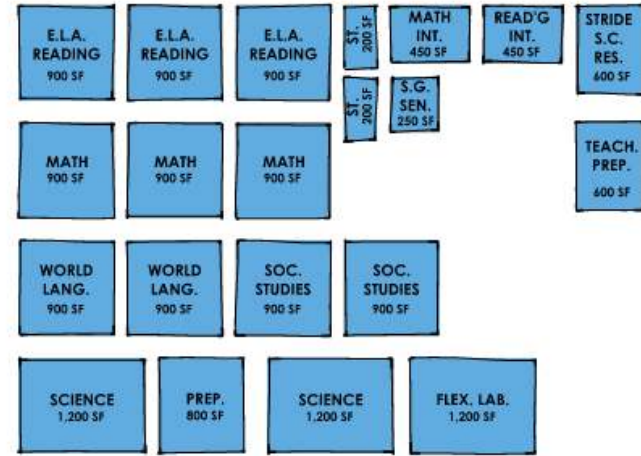 E.L.A.
READING
900 SF
E.L.A.
READING
900 SF
E.L.A.
READING
900 SF
ST.
200 SF
MATH
INT.
450 SF
READ'G
INT.
450 SF
STRIDE
S.C.
RES.
600 SF
ST.
200 SF
S.G.
SEN.
250 SF
MATH
900 SF
MATH
900 SF
MATH
900 SF
TEACH.
PREP.
600 SF
WORLD
LANG.
900 SF
WORLD
LANG.
900 SF
SOC.
STUDIES
900 SF
SOC.
STUDIES
900 SF
SCIENCE
1,200 SF
PREP.
800 SF
SCIENCE
1,200 SF
FLEX. LAB.
1,200 SF